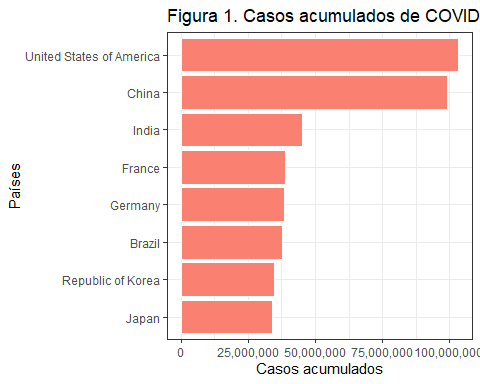 Figura 1. Casos acumulados de COVID
United States of America
China
India
France
Germany
Brazil
Republic of Korea
Japan
Países
0 25,000,000 50,000,000 75,000,000 100,000,000
Casos acumulados